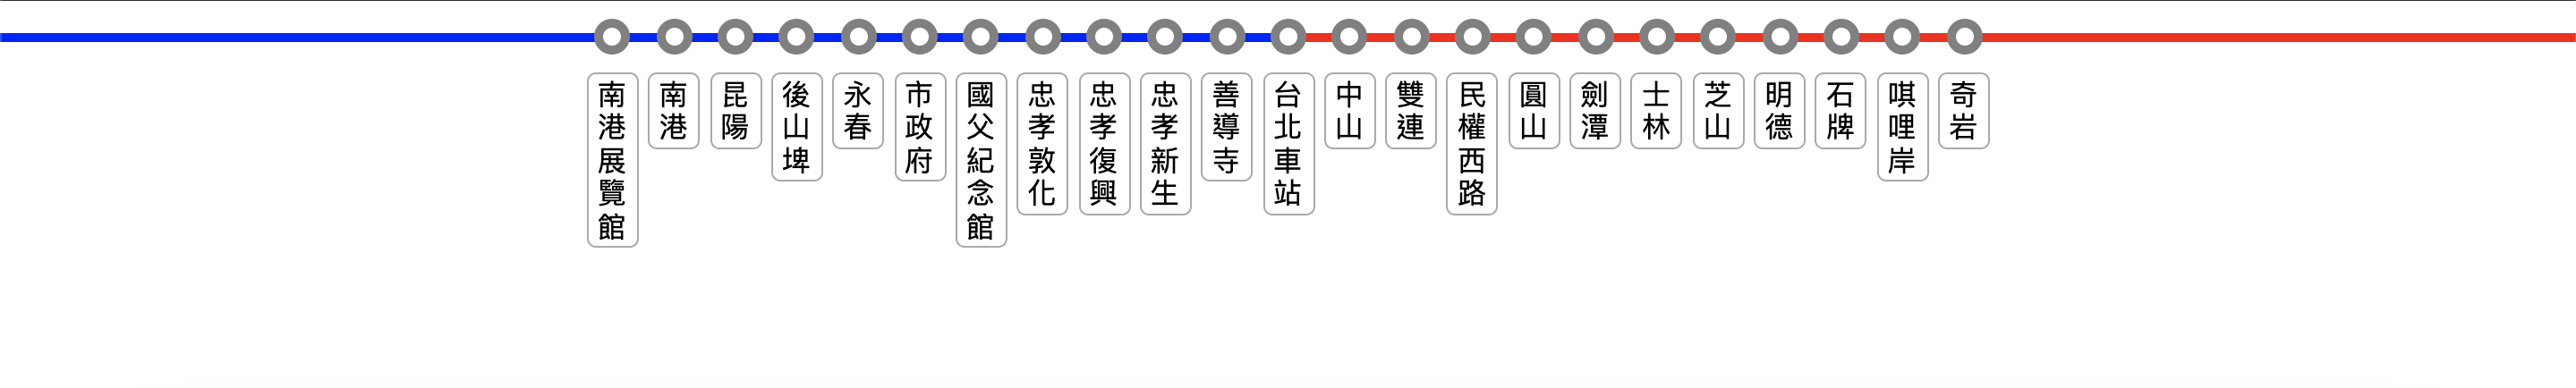 南港展覽館
南港
昆陽
後山埤
永春
市政府
國父紀念館
忠孝敦化
忠孝復興
忠孝新生
善導寺
台北車站
中山
雙連
民權西路
圓山
劍潭
士林
芝山
明德
石牌
唭哩岸
奇岩